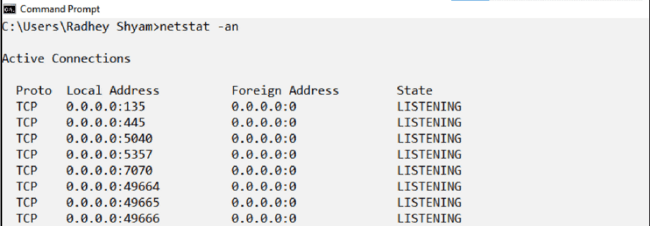 Command Prompt
C:\Users\Radhey Shyam>netstat -an
Active Connections
Proto  Local Address          Foreign Address        State
TCP    0.0.0.0:135            0.0.0.0:0              LISTENING
TCP    0.0.0.0:445            0.0.0.0:0              LISTENING
TCP    0.0.0.0:5040           0.0.0.0:0              LISTENING
TCP    0.0.0.0:5357           0.0.0.0:0              LISTENING
TCP    0.0.0.0:7070           0.0.0.0:0              LISTENING
TCP    0.0.0.0:49664          0.0.0.0:0              LISTENING
TCP    0.0.0.0:49665          0.0.0.0:0              LISTENING
TCP    0.0.0.0:49666          0.0.0.0:0              LISTENING